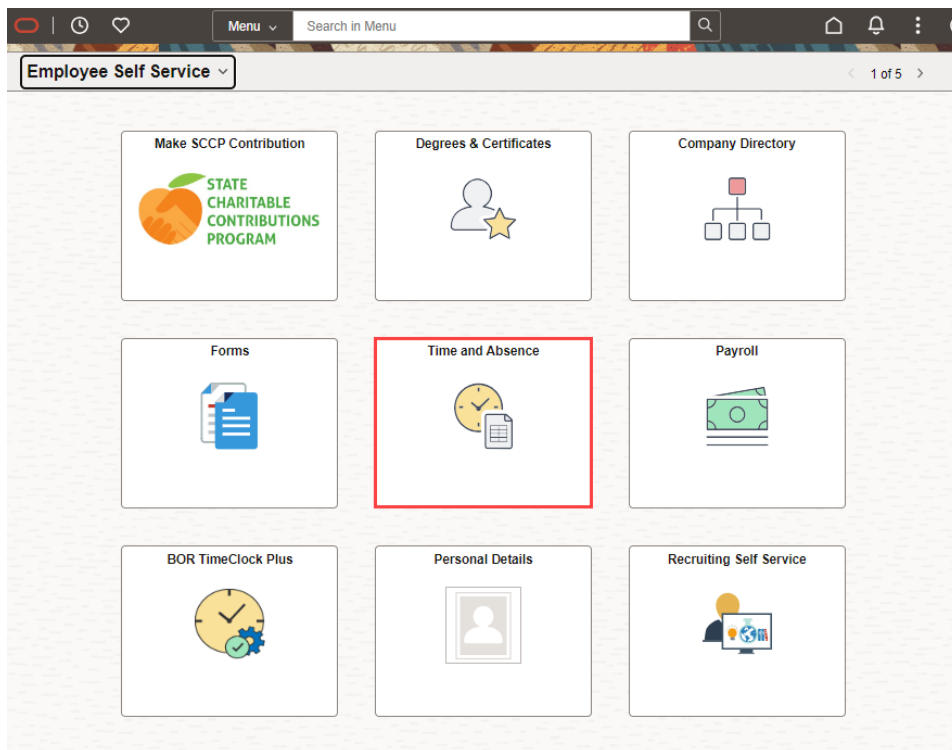 Menu
Search in Menu
Employee Self Service
1 of 5
Make SCCP Contribution
STATE
CHARITABLE
CONTRIBUTIONS
PROGRAM
Degrees & Certificates
Company Directory
Forms
Time and Absence
Payroll
BOR TimeClock Plus
Personal Details
Recruiting Self Service